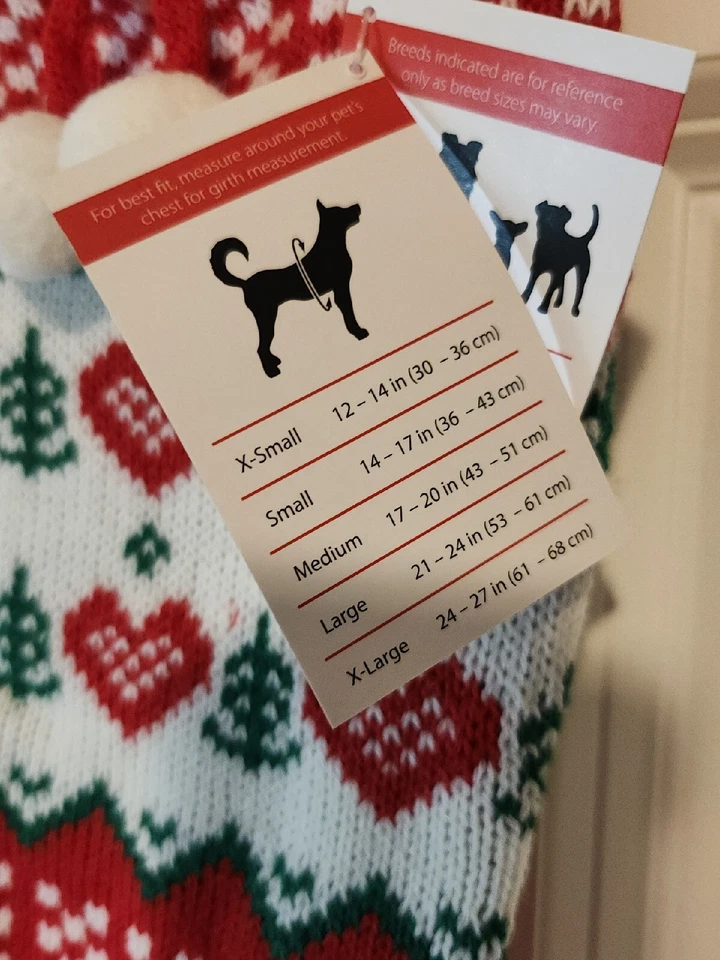 For best fit, measure around your pet's
chest for girth measurement.
X-Small 12 – 14 in (30 – 36 cm)
Small 14 – 17 in (36 – 43 cm)
Medium 17 – 20 in (43 – 51 cm)
Large 21 – 24 in (53 – 61 cm)
X-Large 24 – 27 in (61 – 68 cm)
Breeds indicated are for reference
only as breed sizes may vary.